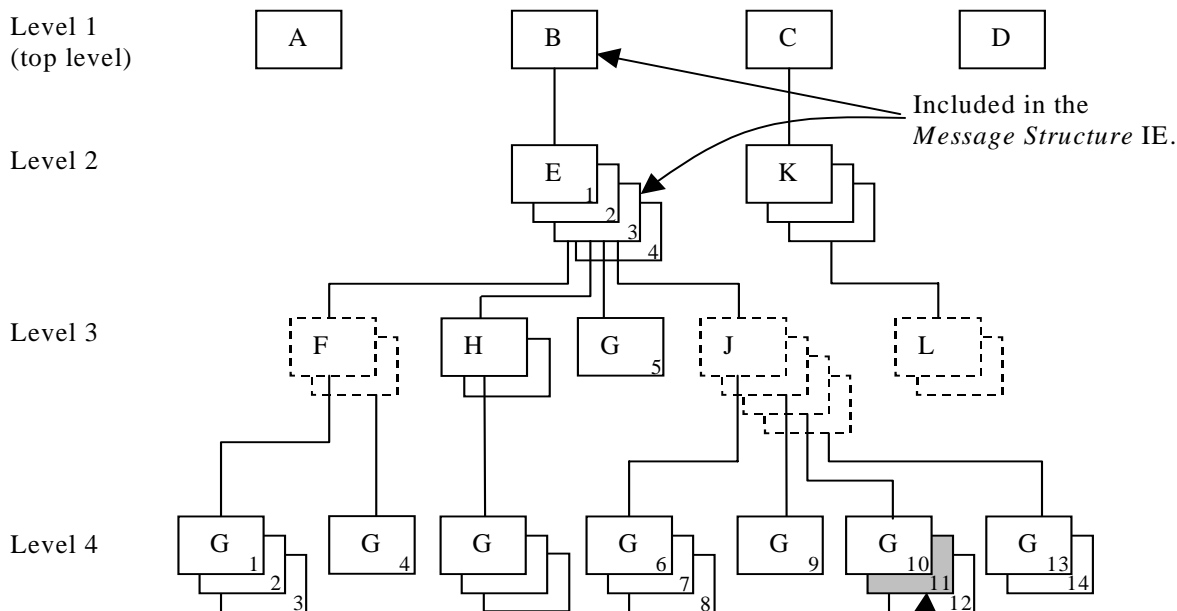 Level 1
(top level)
A B C D
Included in the
Message Structure IE.
Level 2
E K
1
2
3
4
Level 3
F H G J L
5
Level 4
G G G G G G G
1 4 6 9 10 13
2 7 11 14
3 8 12